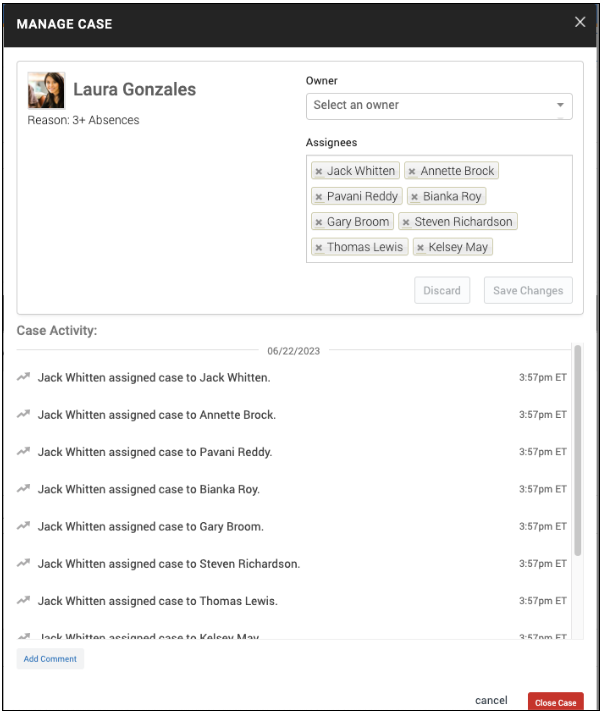 MANAGE CASE
Laura Gonzales
Reason: 3+ Absences
Owner
Select an owner
Assignees
Jack Whitten Annette Brock
Pavani Reddy Bianka Roy
Gary Broom Steven Richardson
Thomas Lewis Kelsey May
Discard Save Changes
Case Activity:
06/22/2023
Jack Whitten assigned case to Jack Whitten. 3:57pm ET
Jack Whitten assigned case to Annette Brock. 3:57pm ET
Jack Whitten assigned case to Pavani Reddy. 3:57pm ET
Jack Whitten assigned case to Bianka Roy. 3:57pm ET
Jack Whitten assigned case to Gary Broom. 3:57pm ET
Jack Whitten assigned case to Steven Richardson. 3:57pm ET
Jack Whitten assigned case to Thomas Lewis. 3:57pm ET
Jack Whitten assigned case to Kelsey May 3:57pm ET
Add Comment
cancel Close Case